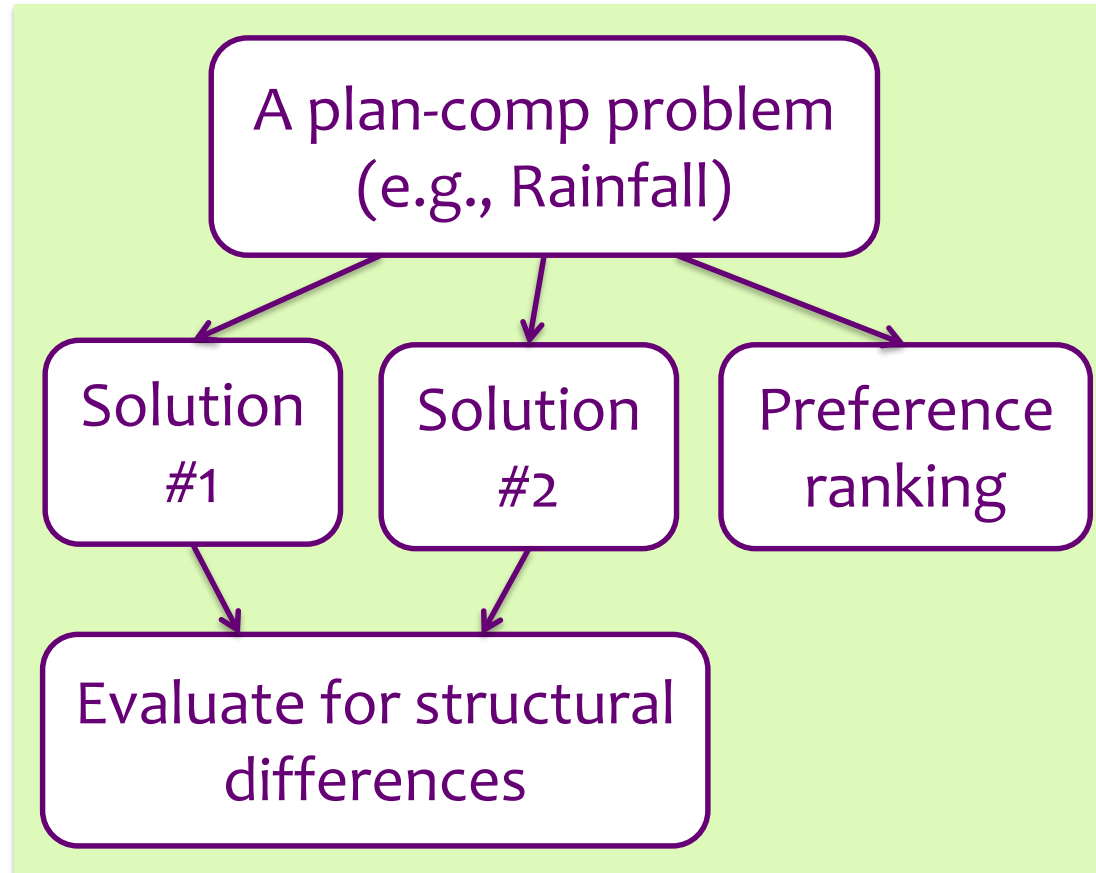 A plan-comp problem
(e.g., Rainfall)
Solution
#1
Solution
#2
Preference
ranking
Evaluate for structural
differences